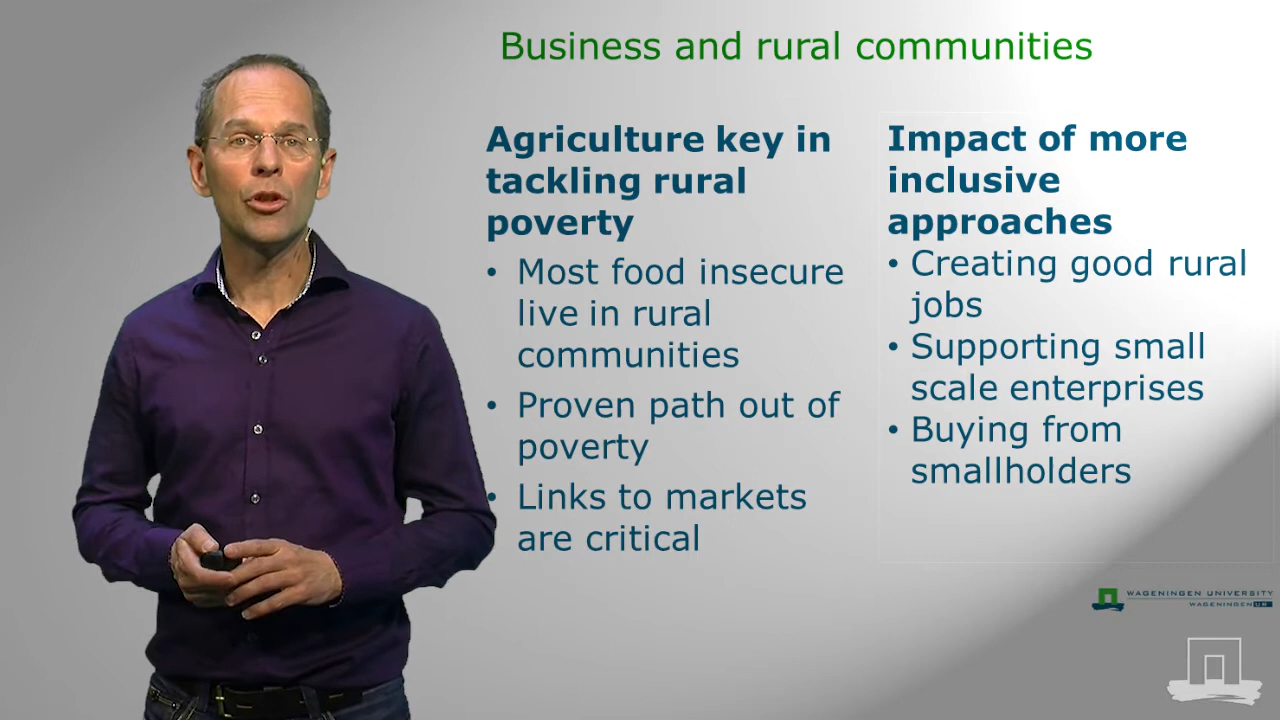 Business and rural communities
Agriculture key in
tackling rural
poverty
• Most food insecure
live in rural
communities
• Proven path out of
poverty
• Links to markets
are critical
Impact of more
inclusive
approaches
• Creating good rural
jobs
• Supporting small
scale enterprises
• Buying from
smallholders
WAGENINGEN UNIVERSITY
WAGENINGEN UR